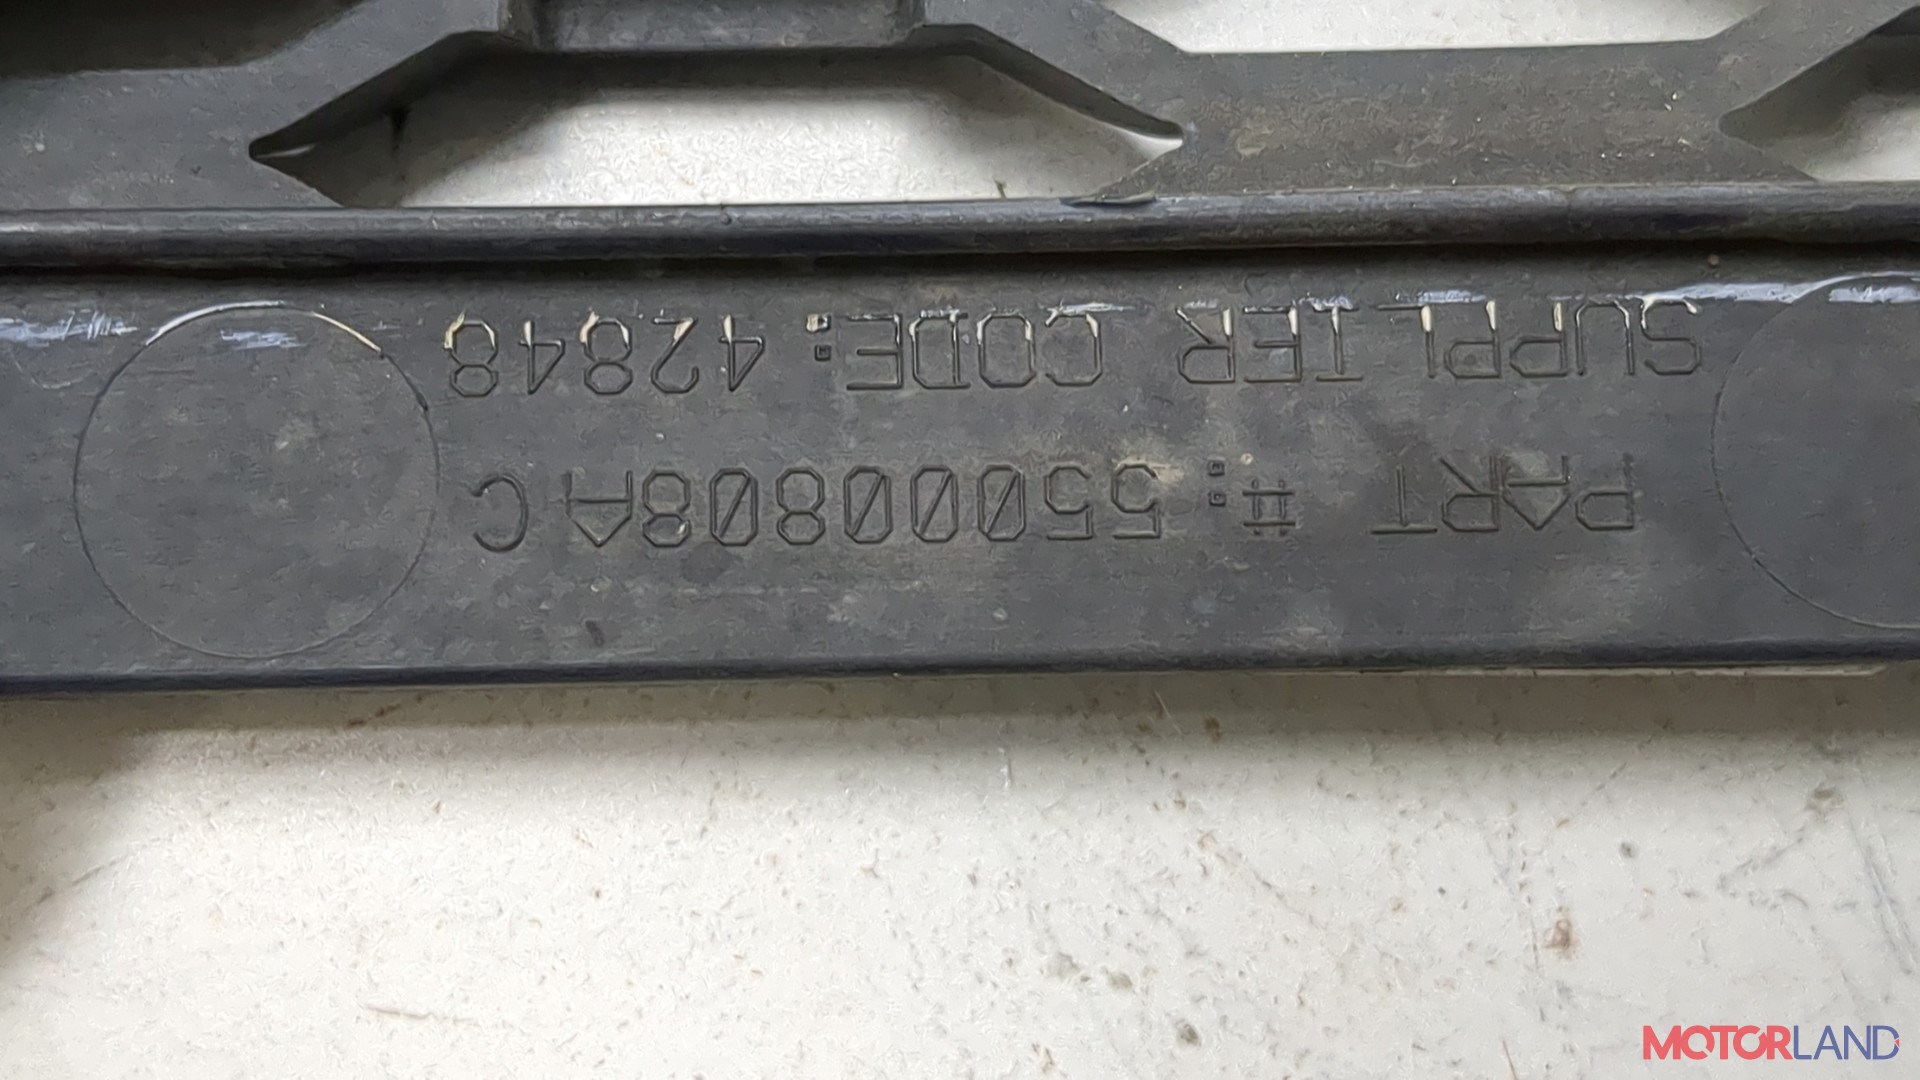 PART #:55000808AC
SUPPLIER CODE:42848
MOTORLAND